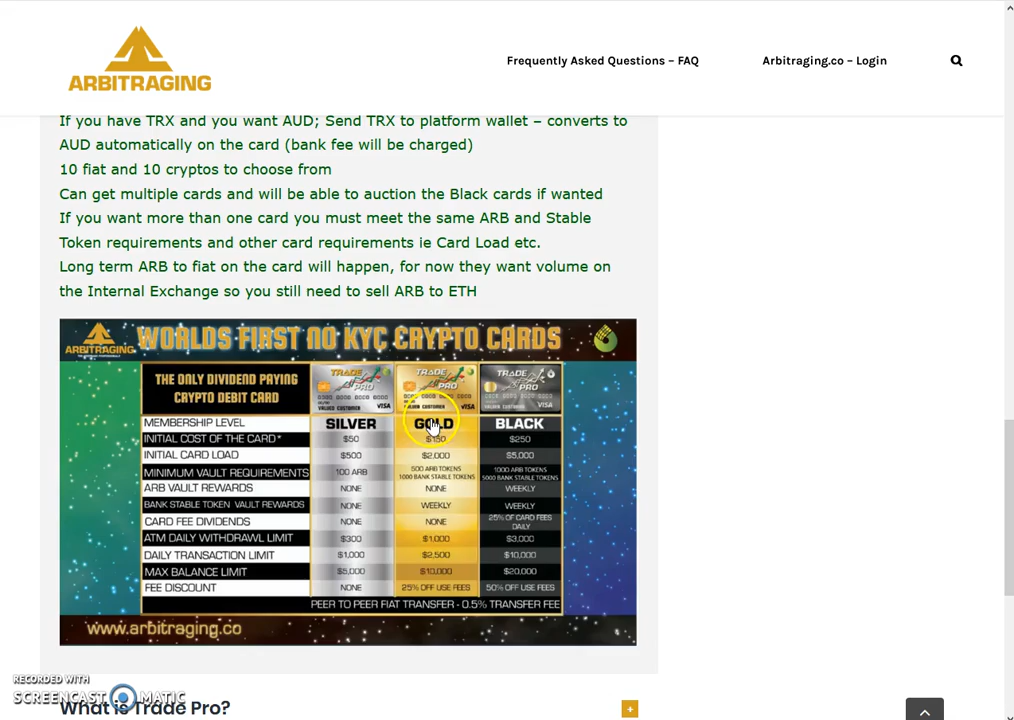 ARBITRAGING
Frequently Asked Questions – FAQ
Arbitraging.co – Login
If you have TRX and you want AUD; Send TRX to platform wallet – converts to
AUD automatically on the card (bank fee will be charged)
10 fiat and 10 cryptos to choose from
Can get multiple cards and will be able to auction the Black cards if wanted
If you want more than one card you must meet the same ARB and Stable
Token requirements and other card requirements ie Card Load etc.
Long term ARB to fiat on the card will happen, for now they want volume on
the Internal Exchange so you still need to sell ARB to ETH
ARBITRAGING
WORLDS FIRST NO KYC CRYPTO CARDS
THE ONLY DIVIDEND PAYING
CRYPTO DEBIT CARD
TRADE PRO VALUED CUSTOMER VISA
TRADE PRO VALUED CUSTOMER VISA
TRADE PRO VALUED CUSTOMER VISA
MEMBERSHIP LEVEL SILVER GOLD BLACK
INITIAL COST OF THE CARD* $50 $150 $250
INITIAL CARD LOAD $500 $2,000 $5,000
MINIMUM VAULT REQUIREMENTS 100 ARB 500 ARB TOKENS 1000 BANK STABLE TOKENS 1000 ARB TOKENS 1000 BANK STABLE TOKENS
ARB VAULT REWARDS NONE NONE WEEKLY
BANK STABLE TOKEN VAULT REWARDS NONE WEEKLY WEEKLY
CARD FEE DIVIDENDS NONE NONE 25% OF CARD FEES DAILY
ATM DAILY WITHDRAWL LIMIT $300 $1,000 $3,000
DAILY TRANSACTION LIMIT $1,000 $2,500 $10,000
MAX BALANCE LIMIT $5,000 $10,000 $20,000
FEE DISCOUNT NONE 25% OFF USE FEES 50% OFF USE FEES
PEER TO PEER FIAT TRANSFER - 0.5% TRANSFER FEE
www.arbitraging.co
RECORDED WITH
SCREENCAST MATIC
What is Trade Pro?
+